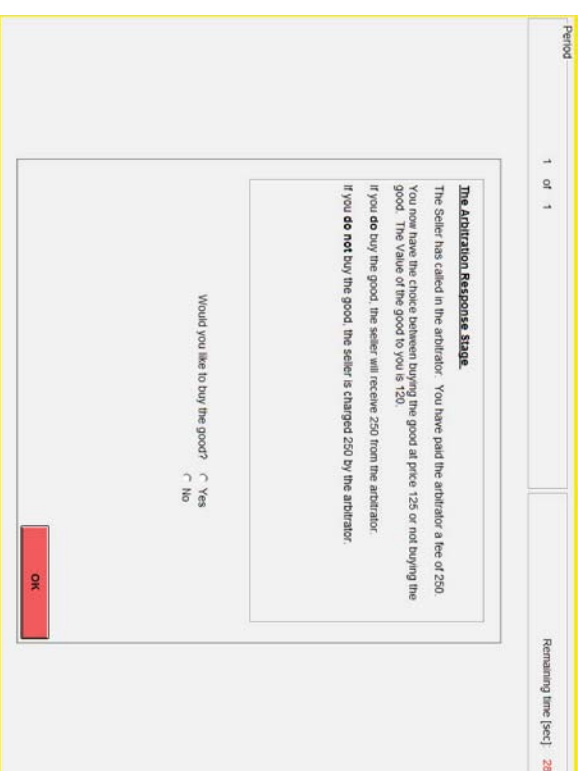 Period
1 of 1
Remaining time [sec]: 28
The Arbitration Response Stage
The Seller has called in the arbitrator. You have paid the arbitrator a fee of 250.
You now have the choice between buying the good at price 125 or not buying the
good. The Value of the good to you is 120.
If you do buy the good, the seller will receive 250 from the arbitrator.
If you do not buy the good, the seller is charged 250 by the arbitrator.
Would you like to buy the good? Yes
No
OK